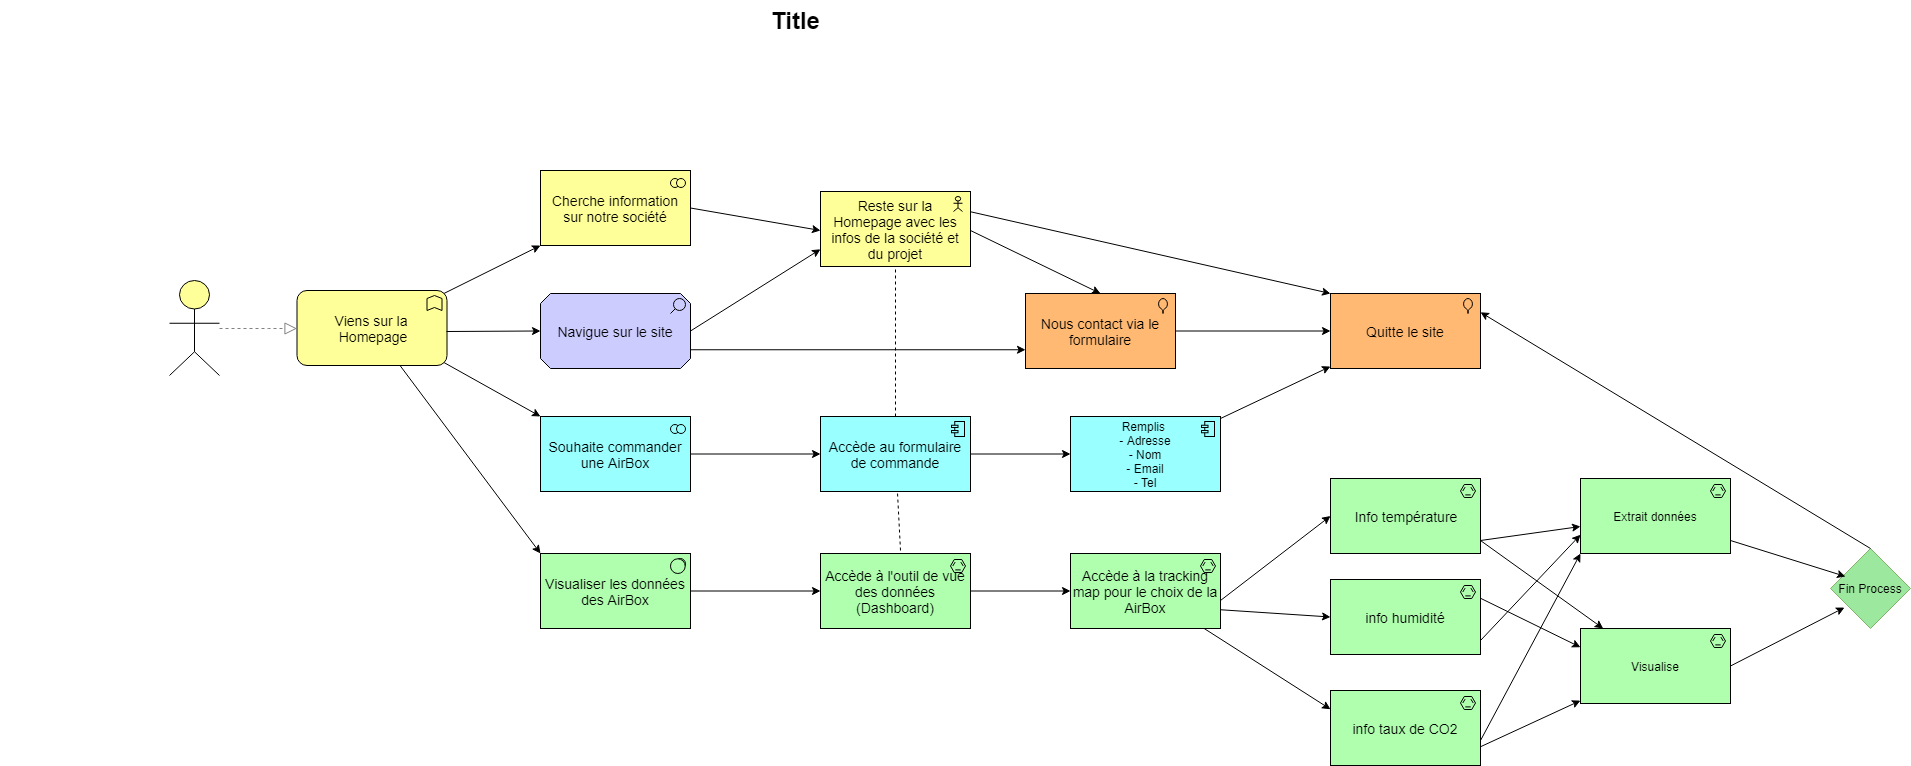 Title
Cherche information
sur notre société
Reste sur la
Homepage avec les
infos de la société et
du projet
Viens sur la
Homepage
Navigue sur le site
Nous contact via le
formulaire
Quitte le site
Souhaite commander
une AirBox
Accède au formulaire
de commande
Remplis
- Adresse
- Nom
- Email
- Tel
Visualiser les données
des AirBox
Accède à l'outil de vue
des données
(Dashboard)
Accède à la tracking
map pour le choix de la
AirBox
Info température
info humidité
info taux de CO2
Extrait données
Visualise
Fin Process